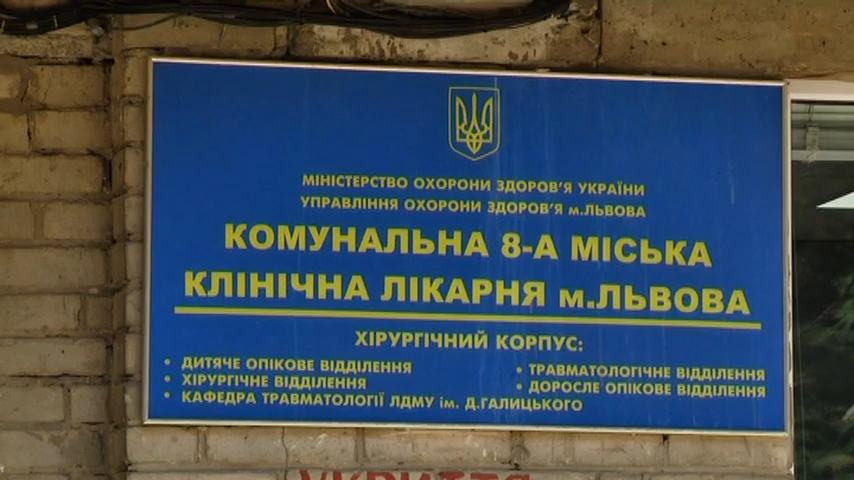 МІНІСТЕРСТВО ОХОРОНИ ЗДОРОВ'Я УКРАЇНИ
УПРАВЛІННЯ ОХОРОНИ ЗДОРОВ'Я м.ЛЬВОВА
КОМУНАЛЬНА 8-А МІСЬКА
КЛІНІЧНА ЛІКАРНЯ м.ЛЬВОВА
ХІРУРГІЧНИЙ КОРПУС:
• ДИТЯЧЕ ОПІКОВЕ ВІДДІЛЕННЯ
• ХІРУРГІЧНЕ ВІДДІЛЕННЯ
• КАФЕДРА ТРАВМАТОЛОГІЇ ЛДМУ ім. Д.ГАЛИЦЬКОГО
• ТРАВМАТОЛОГІЧНЕ ВІДДІЛЕННЯ
• ДОРОСЛЕ ОПІКОВЕ ВІДДІЛЕННЯ
УКРИТТЯ